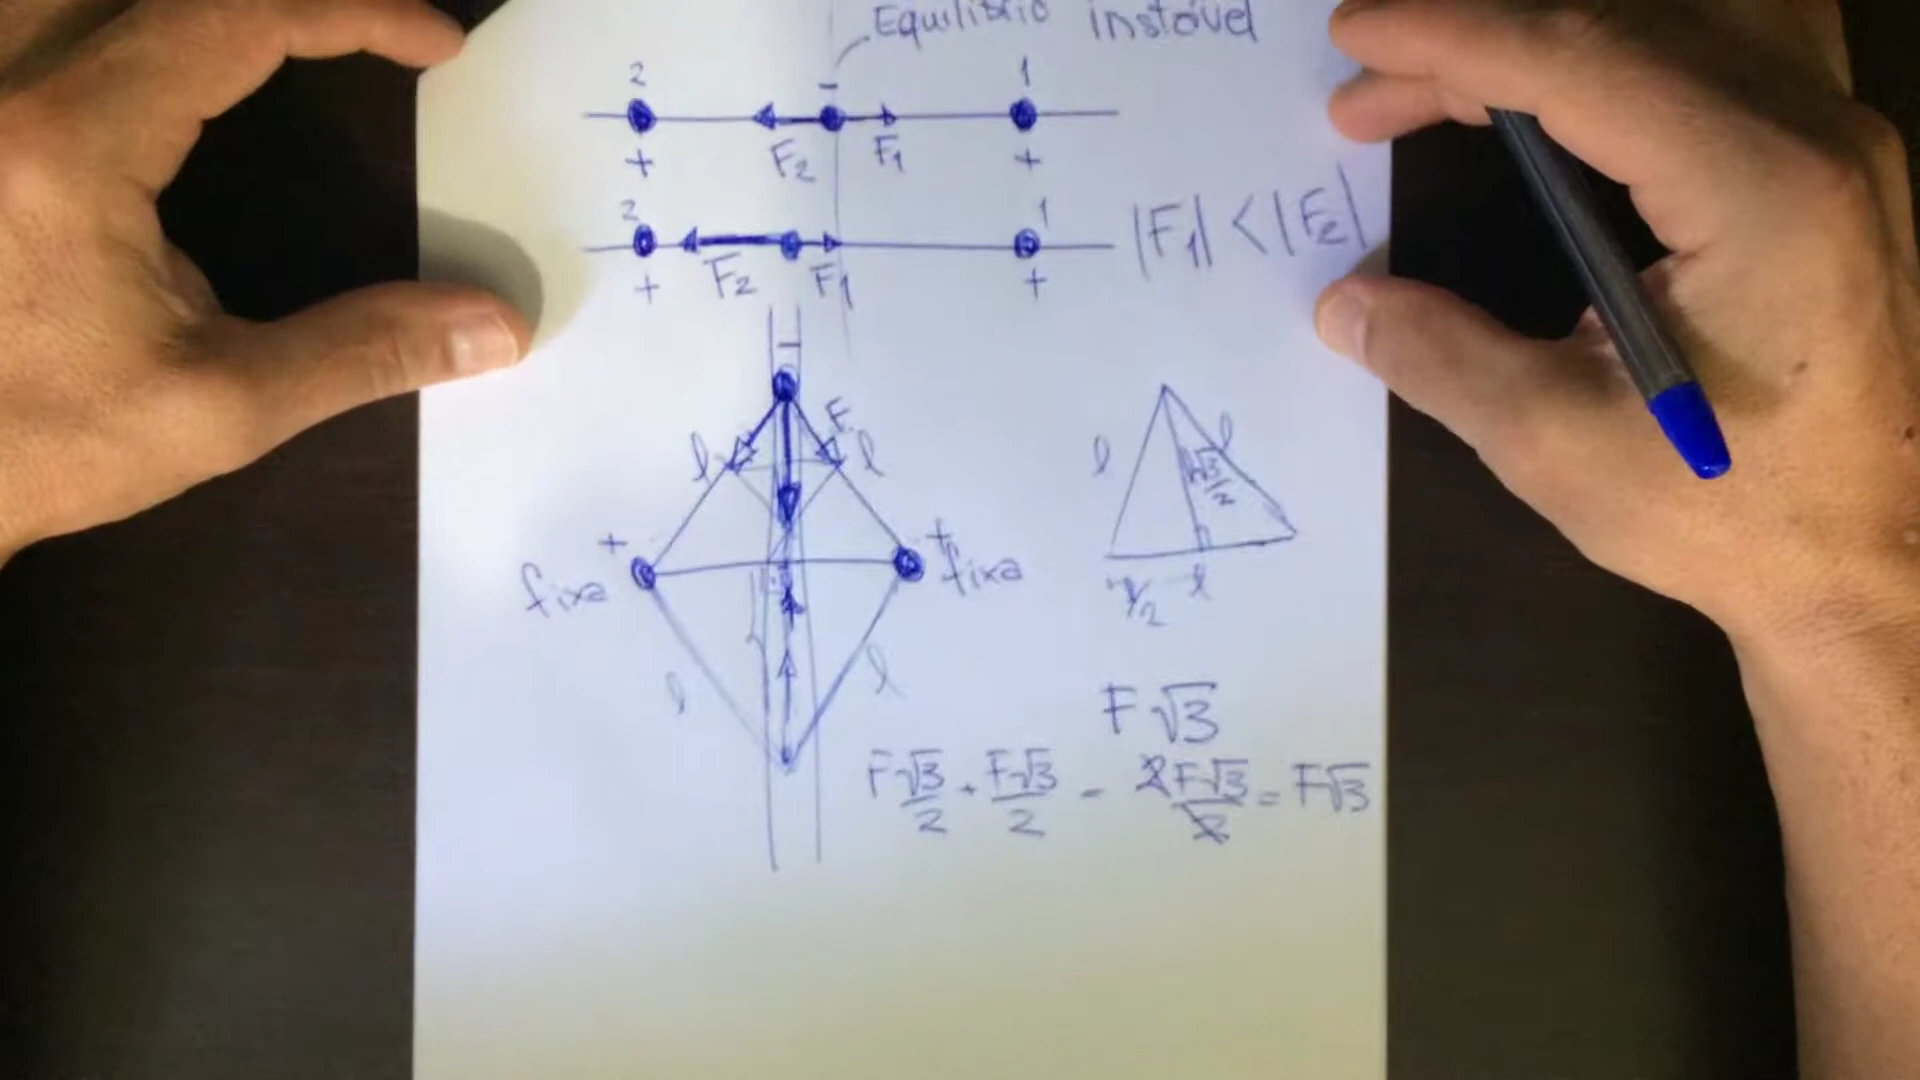 Equilíbrio instável
2 - 1
F2 F1
+ +
2 1
|F1| < |F2|
+ F2 F1 +
-
F
l l l l
l√3/2
+ +
fixa fixa
l/2 l
l l
F√3
F√3/2 + F√3/2 = 2F√3/2 = F√3